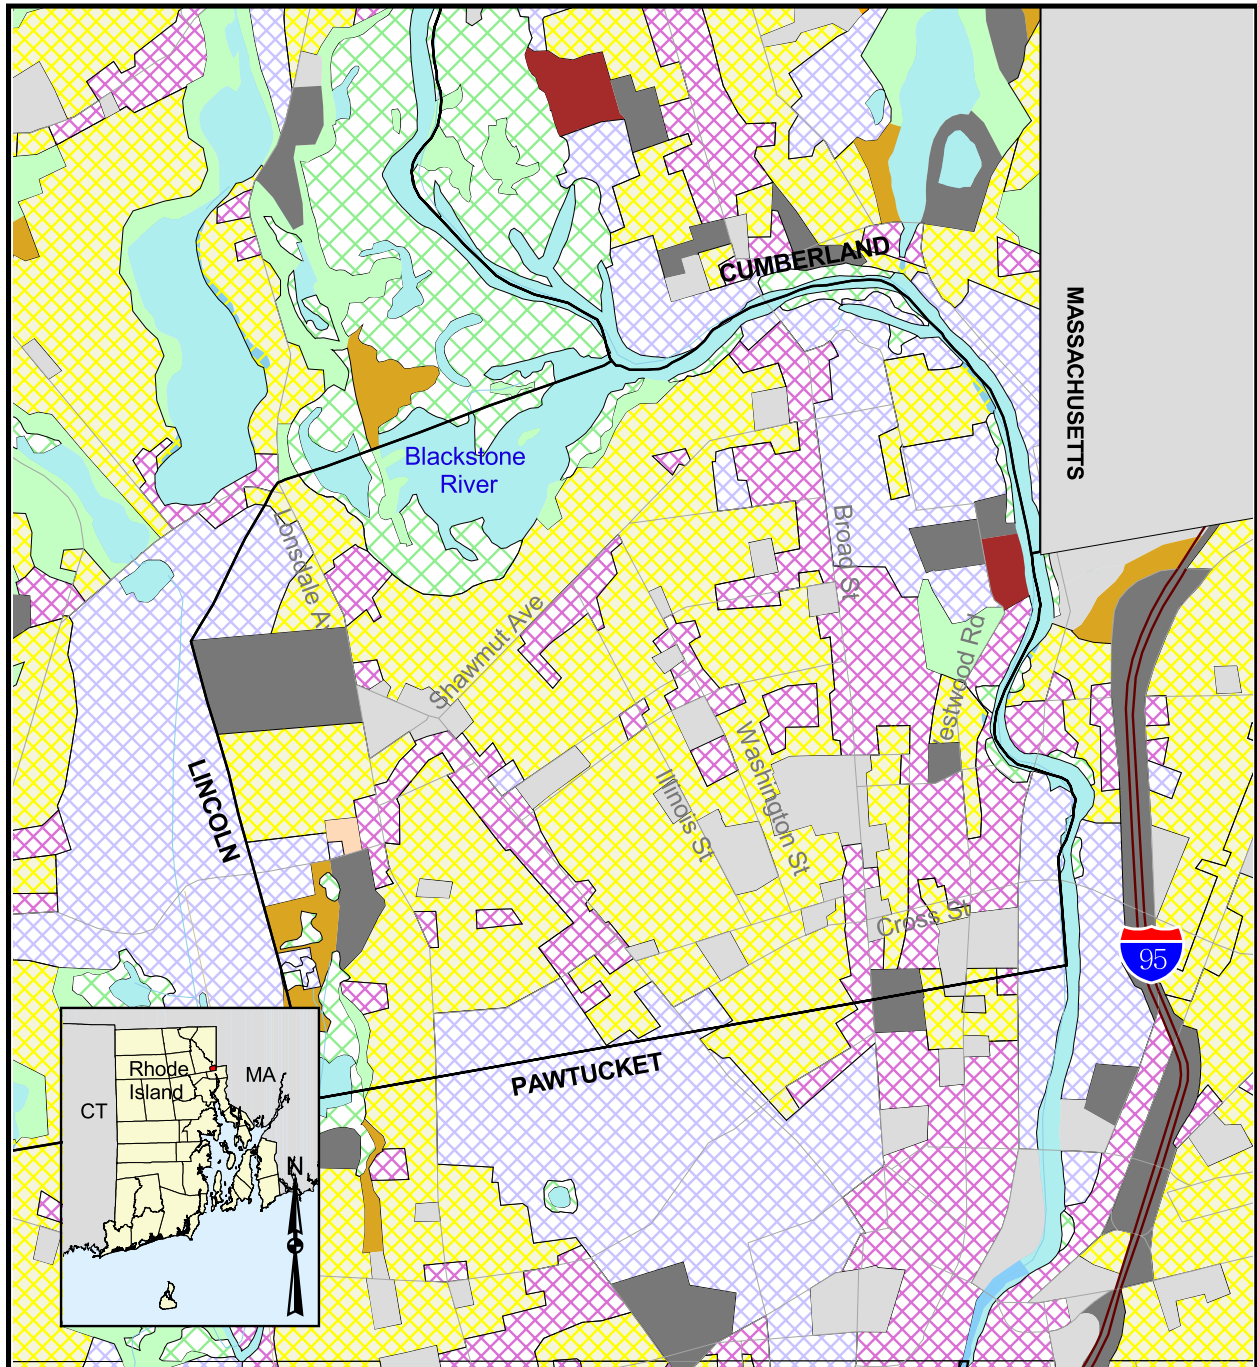 CUMBERLAND
MASSACHUSETTS
Blackstone
River
Lonsdale Av
Broad St
Shawmut Ave
estwood Rd
Washington St
Illinois St
LINCOLN
Cross St
95
PAWTUCKET
Rhode
Island
MA
CT
N